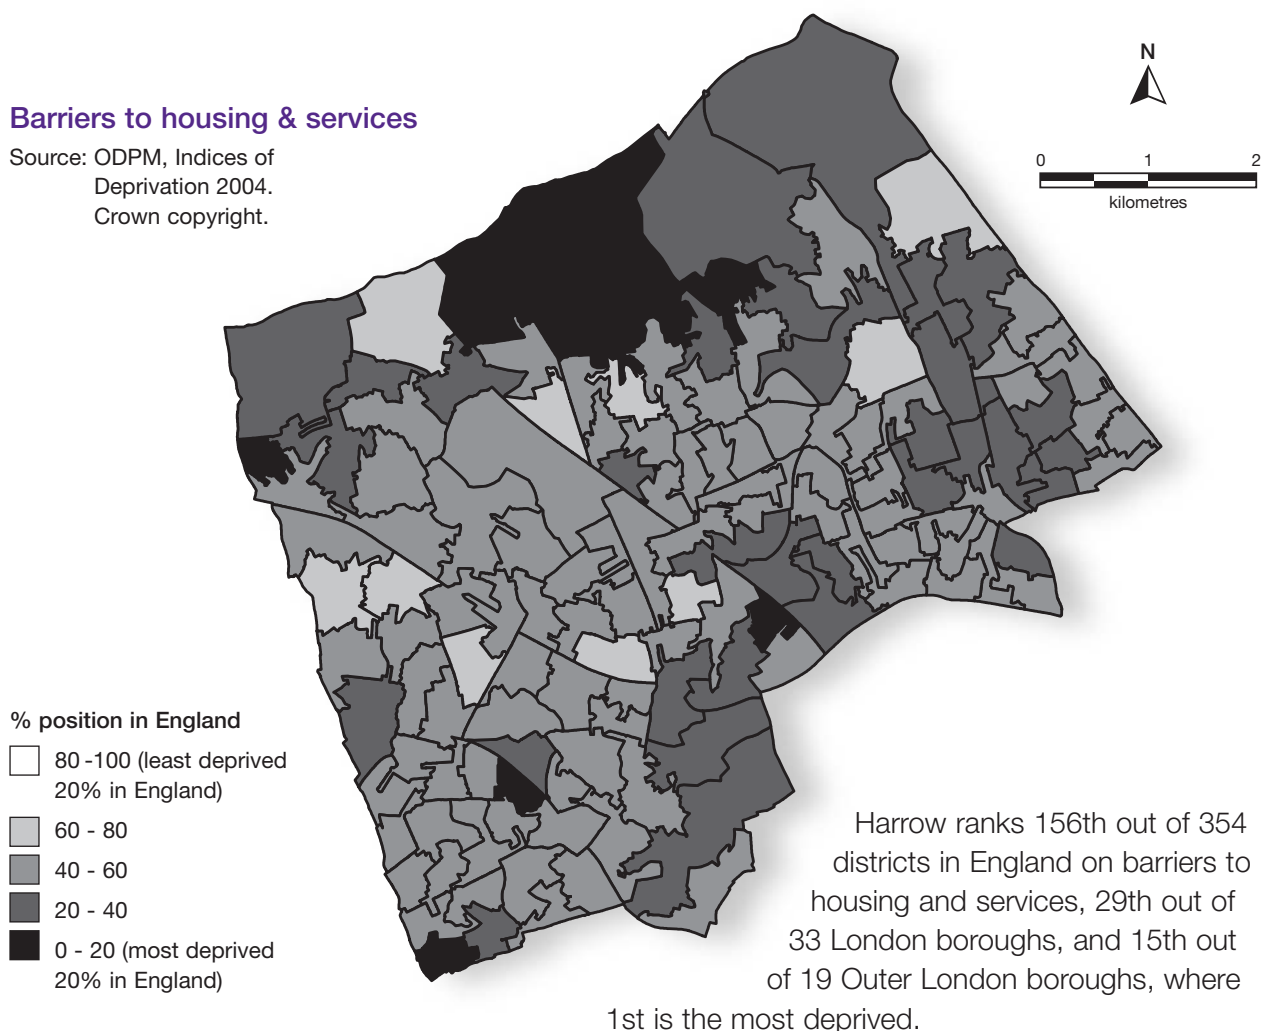 Barriers to housing & services
Source: ODPM, Indices of
Deprivation 2004.
Crown copyright.
N
0 1 2
kilometres
% position in England
80 -100 (least deprived
20% in England)
60 - 80
40 - 60
20 - 40
0 - 20 (most deprived
20% in England)
Harrow ranks 156th out of 354
districts in England on barriers to
housing and services, 29th out of
33 London boroughs, and 15th out
of 19 Outer London boroughs, where
1st is the most deprived.